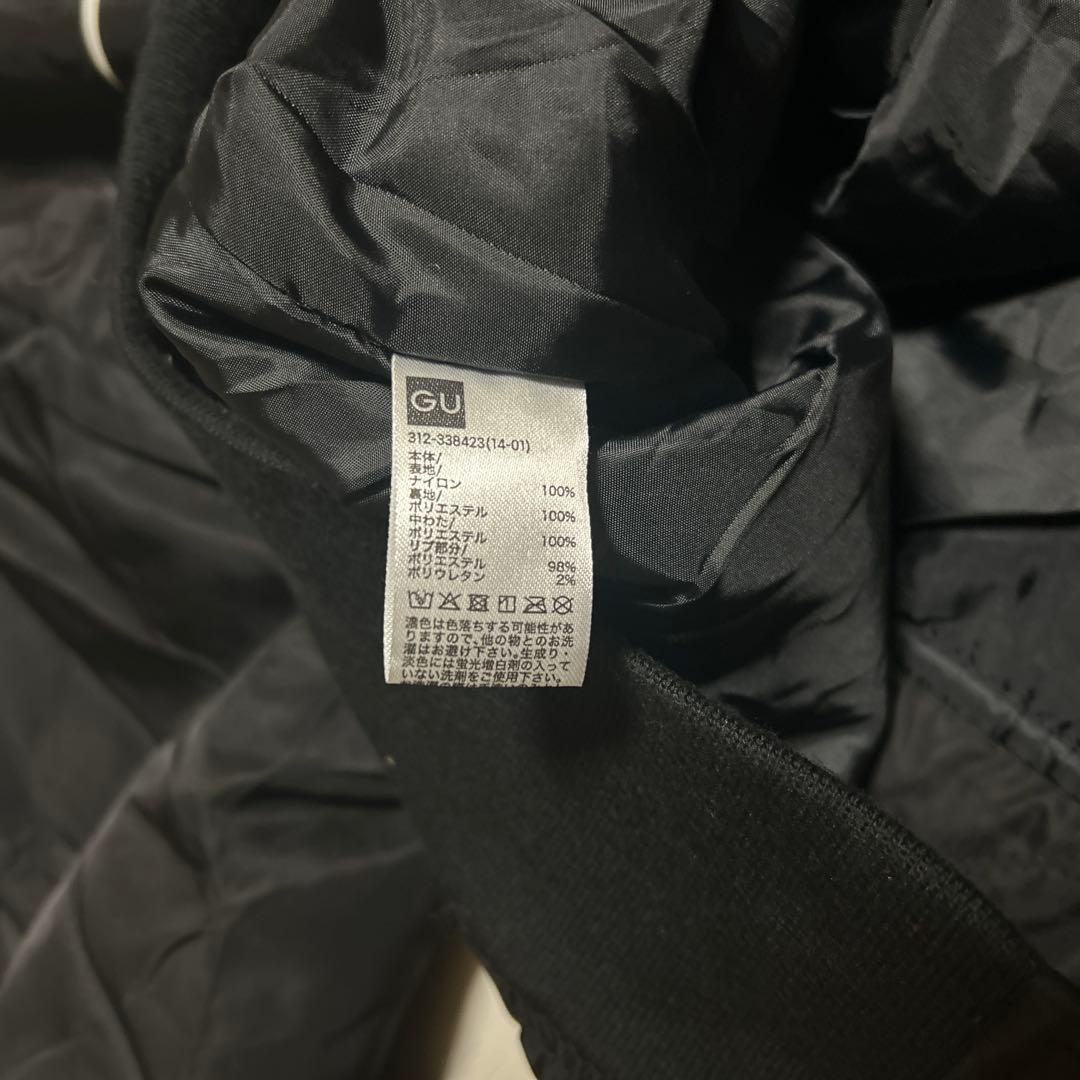 GU
312-338423(14-01)
本体/
表地/
ナイロン 100%
裏地/
ポリエステル 100%
中わた/
ポリエステル 100%
リブ部分/
ポリエステル 98%
ポリウレタン 2%
濃色は色落ちする可能性があ
りますので、他の物とのお洗
濯はお避け下さい。生成り・
淡色には蛍光増白剤の入って
いない洗剤をご使用下さい。